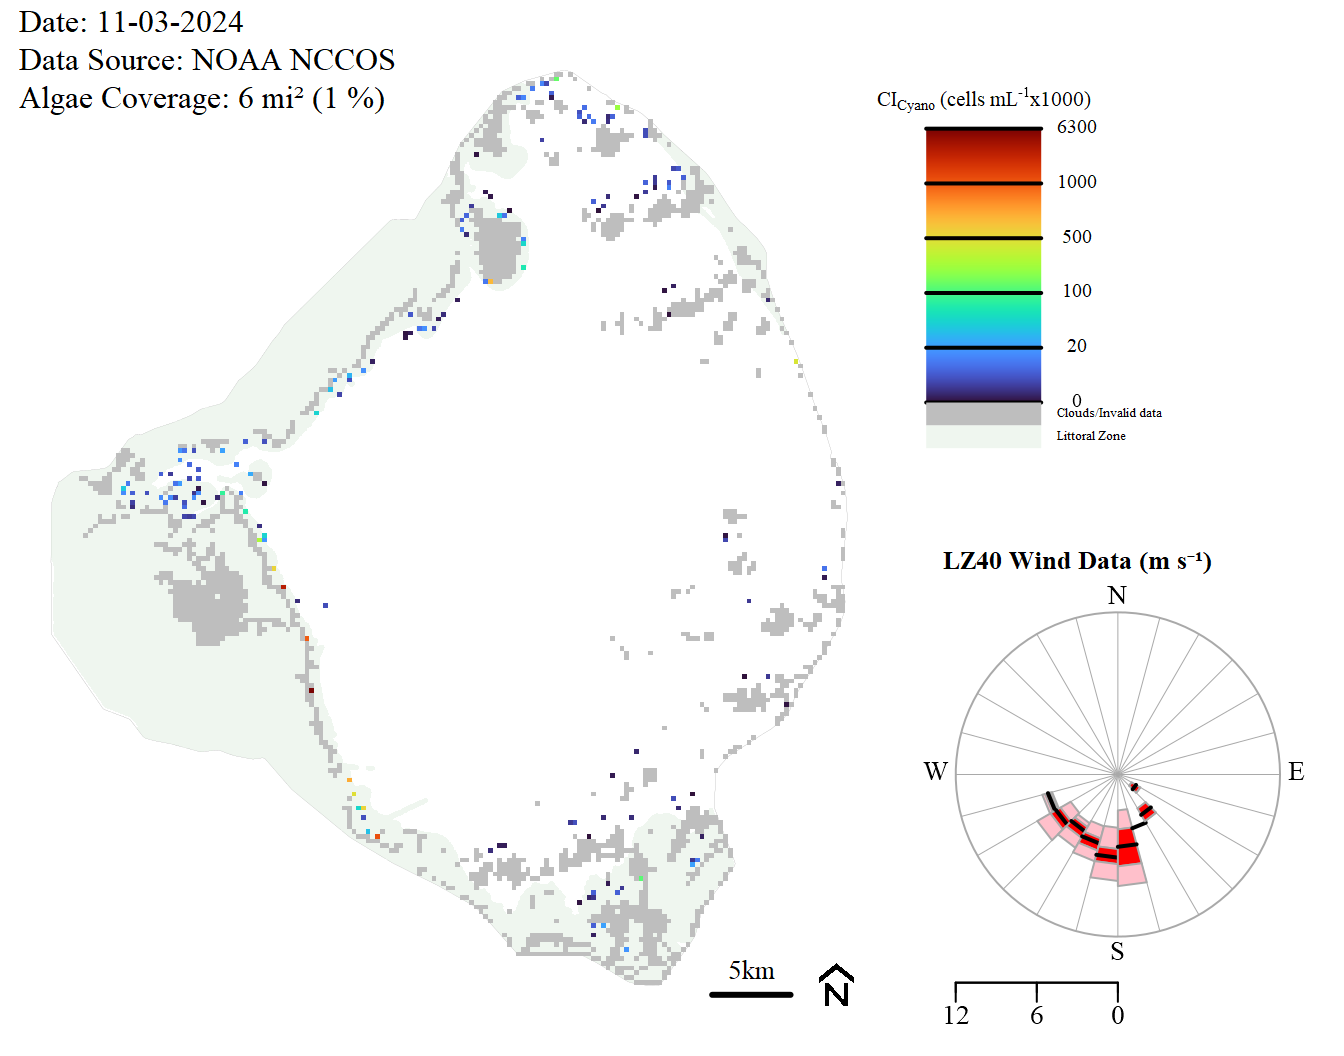 Date: 11-03-2024
Data Source: NOAA NCCOS
Algae Coverage: 6 mi² (1 %)
CICyano (cells mL-1x1000)
6300
1000
500
100
20
0
Clouds/Invalid data
Littoral Zone
LZ40 Wind Data (m s⁻¹)
N
W
E
S
5km
N
12 6 0